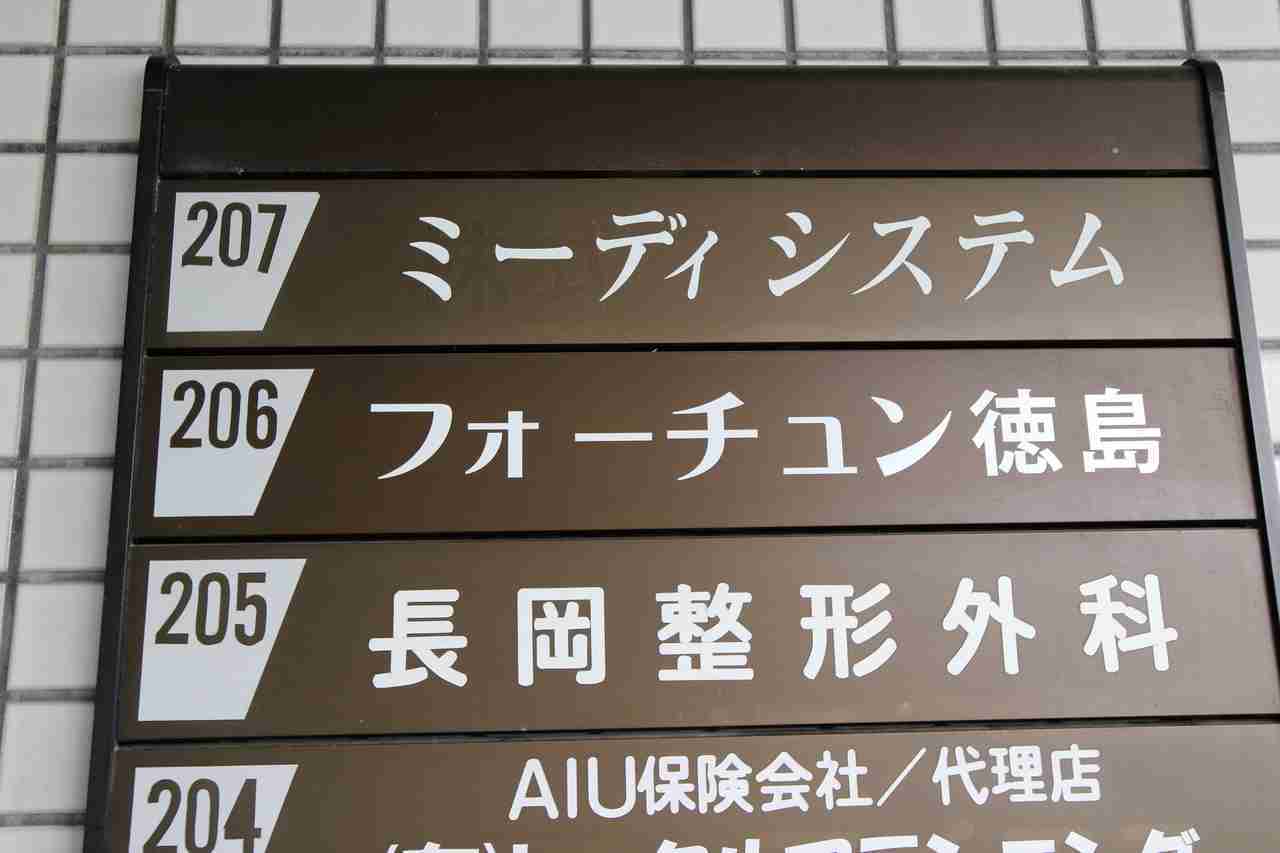 207 ミーディシステム
206 フォーチュン徳島
205 長岡整形外科
204 AIU保険会社／代理店